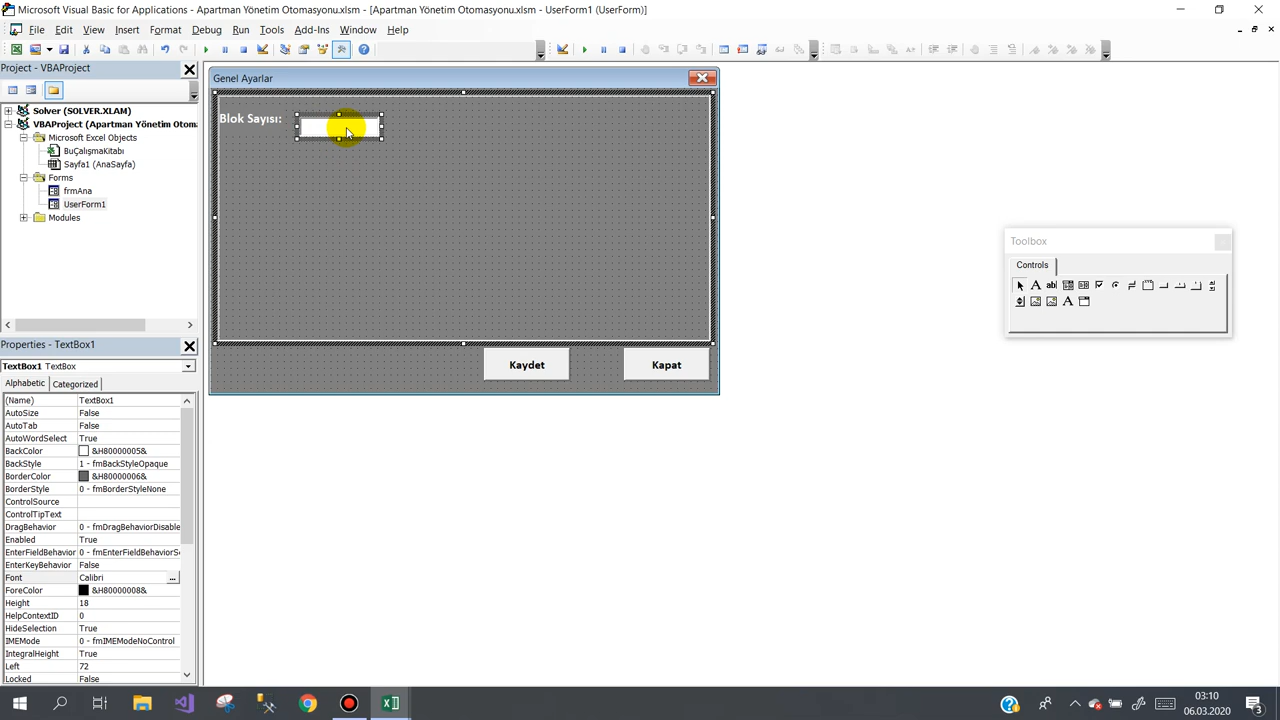 Microsoft Visual Basic for Applications - Apartman Yönetim Otomasyonu.xlsm - [Apartman Yönetim Otomasyonu.xlsm - UserForm1 (UserForm)]
File Edit View Insert Format Debug Run Tools Add-Ins Window Help
Project - VBAProject
Solver (SOLVER.XLAM)
VBAProject (Apartman Yönetim Otoma
Microsoft Excel Objects
BuÇalışmaKitabı
Sayfa1 (AnaSayfa)
Forms
frmAna
UserForm1
Modules
Genel Ayarlar
Blok Sayısı:
Kaydet Kapat
Toolbox
Controls
A ab|
A
Properties - TextBox1
TextBox1 TextBox
Alphabetic Categorized
(Name) TextBox1
AutoSize False
AutoTab False
AutoWordSelect True
BackColor &H80000005&
BackStyle 1 - fmBackStyleOpaque
BorderColor &H80000006&
BorderStyle 0 - fmBorderStyleNone
ControlSource
ControlTipText
DragBehavior 0 - fmDragBehaviorDisable
Enabled True
EnterFieldBehavior 0 - fmEnterFieldBehaviorSe
EnterKeyBehavior False
Font Calibri ...
ForeColor &H80000008&
Height 18
HelpContextID 0
HideSelection True
IMEMode 0 - fmIMEModeNoControl
IntegralHeight True
Left 72
Locked False
03:10
06.03.2020
3